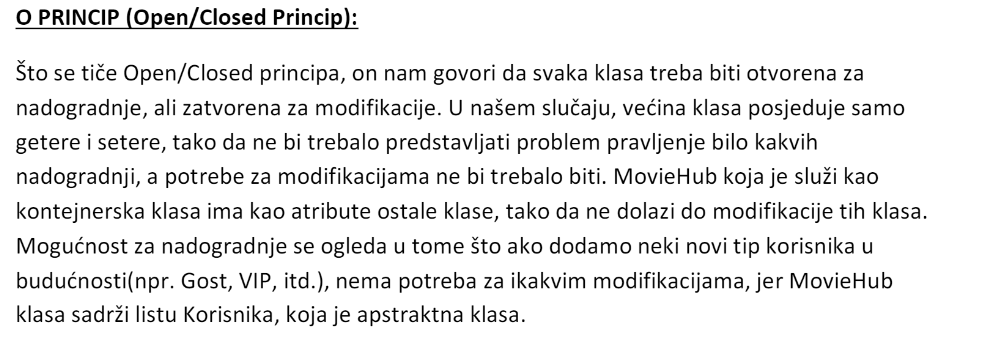 O PRINCIP (Open/Closed Princip):
Što se tiče Open/Closed principa, on nam govori da svaka klasa treba biti otvorena za
nadogradnje, ali zatvorena za modifikacije. U našem slučaju, većina klasa posjeduje samo
getere i setere, tako da ne bi trebalo predstavljati problem pravljenje bilo kakvih
nadogradnji, a potrebe za modifikacijama ne bi trebalo biti. MovieHub koja je služi kao
kontejnerska klasa ima kao atribute ostale klase, tako da ne dolazi do modifikacije tih klasa.
Mogućnost za nadogradnje se ogleda u tome što ako dodamo neki novi tip korisnika u
budućnosti(npr. Gost, VIP, itd.), nema potreba za ikakvim modifikacijama, jer MovieHub
klasa sadrži listu Korisnika, koja je apstraktna klasa.